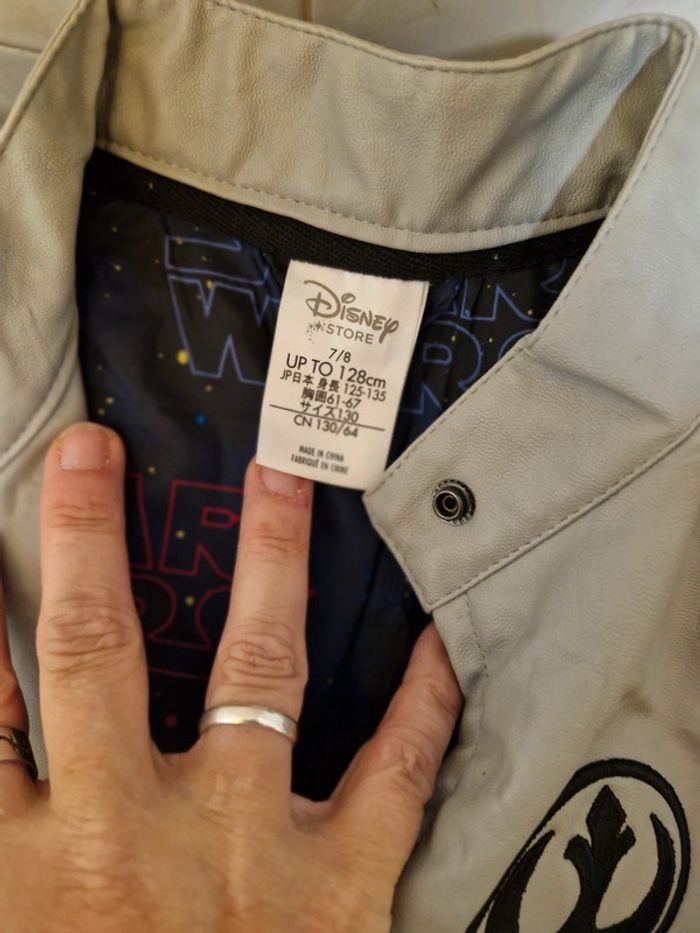 WARS
Disney
STORE
7/8
UP TO 128cm
JP日本 身長 125-135
胸囲61-67
サイズ130
CN 130/64
MADE IN CHINA
FABRIQUÉ EN CHINE